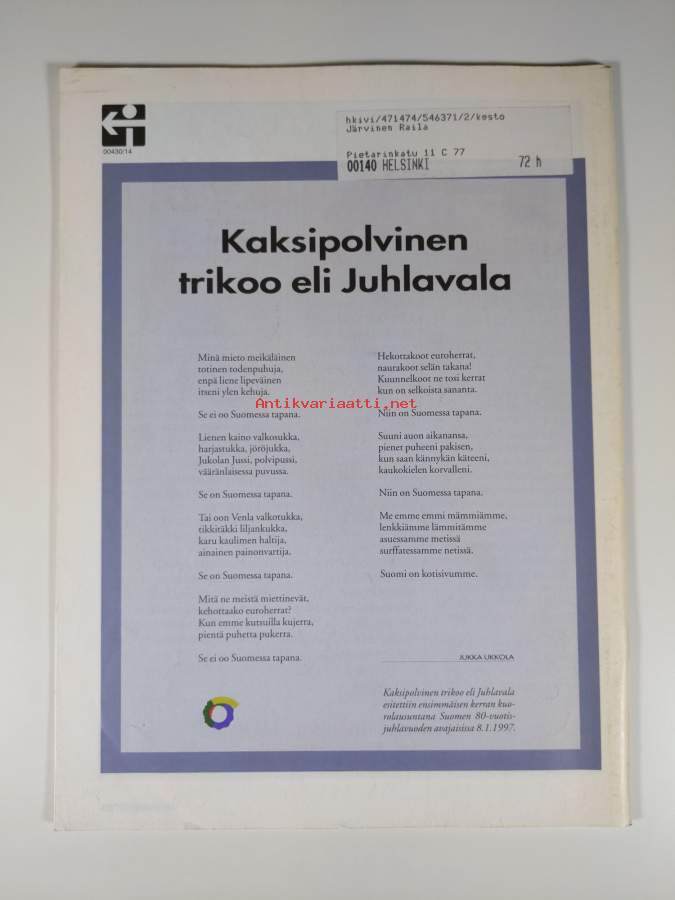 00430/14
hkivi/471474/546371/2/kesto
Järvinen Raila
Pietarinkatu 11 C 77
00140 HELSINKI 72 h
Kaksipolvinen
trikoo eli Juhlavala
Minä mieto meikäläinen
totinen todenpuhuja,
enpä liene lipeväinen
itseni ylen kehuja.
Se ei oo Suomessa tapana.
Lienen kaino valkosukka,
harjastukka, jöröjukka,
Jukolan Jussi, polvipussi,
vääränlaisessa puvussa.
Se on Suomessa tapana.
Tai oon Venla valkotukka,
tikkitäkki liljankukka,
karu kaulimen haltija,
ainainen painonvartija.
Se on Suomessa tapana.
Mitä ne meistä miettinevät,
kehottaako euroherrat?
Kun emme kutsuilla kujerra,
pientä puhetta pukerra.
Se ei oo Suomessa tapana.
Hekottakoot euroherrat,
naurakoot selän takana!
Kuunnelkoot ne tosi kerrat
kun on selkoista sananta.
Niin on Suomessa tapana.
Suuni auon aikanansa,
pienet puheeni pakisen,
kun saan kännykän käteeni,
kaukokielen korvalleni.
Niin on Suomessa tapana.
Me emme emmi mämmiämme,
lenkkiämme lämmitämme
asuessamme metissä
surffatessamme netissä.
Suomi on kotisivumme.
JUKKA UKKOLA
Kaksipolvinen trikoo eli Juhlavala
esitettiin ensimmäisen kerran kuo-
rolausuntana Suomen 80-vuotis-
juhlavuoden avajaisissa 8.1.1997.
Antikvariaatti.net